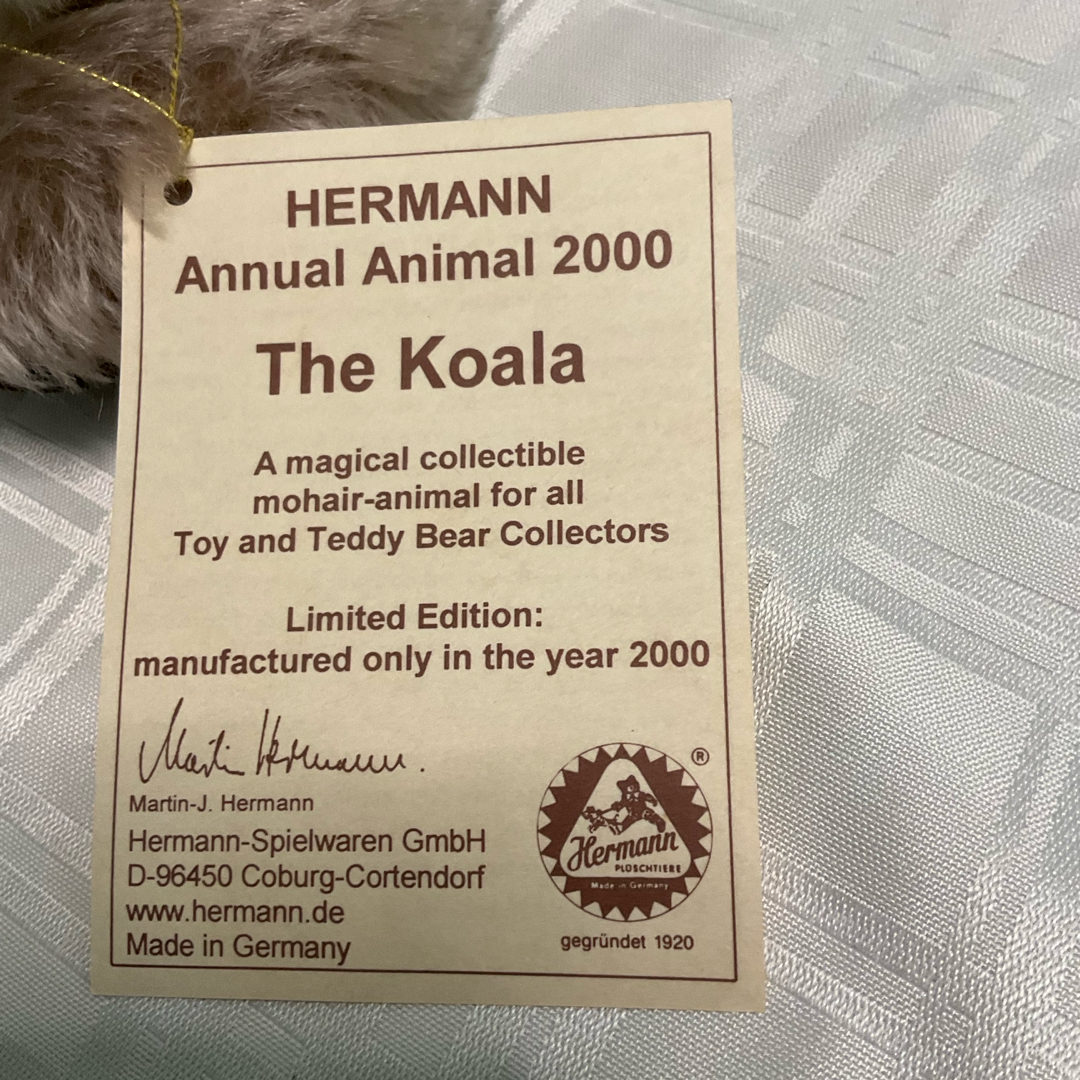 HERMANN
Annual Animal 2000
The Koala
A magical collectible
mohair-animal for all
Toy and Teddy Bear Collectors
Limited Edition:
manufactured only in the year 2000
Martin Hermann.
Martin-J. Hermann
Hermann-Spielwaren GmbH
D-96450 Coburg-Cortendorf
www.hermann.de
Made in Germany
®
Hermann
PLÜSCHTIERE
Made in Germany
gegründet 1920